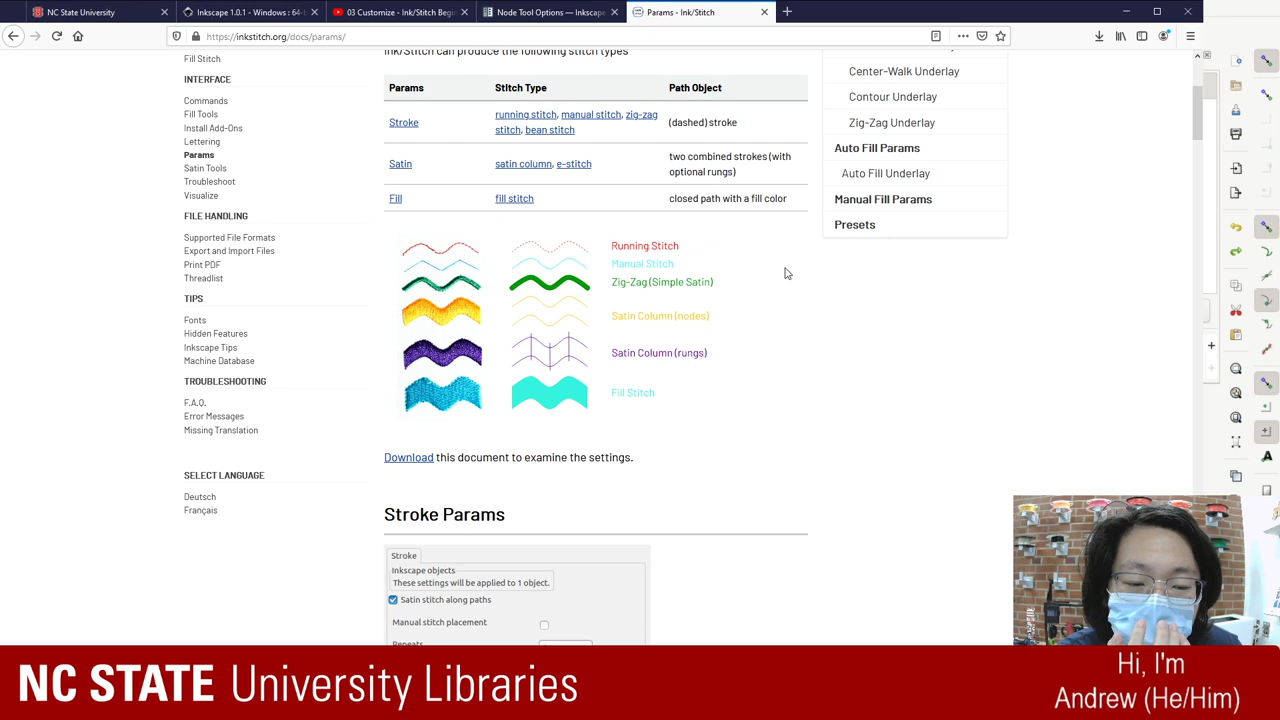 NC State University
Inkscape 1.0.1 - Windows : 64-
03 Customize - Ink/Stitch Begin
Node Tool Options — Inkscape
Params - Ink/Stitch
https://inkstitch.org/docs/params/
Fill Stitch
INTERFACE
Commands
Fill Tools
Install Add-Ons
Lettering
Params
Satin Tools
Troubleshoot
Visualize
FILE HANDLING
Supported File Formats
Export and Import Files
Print PDF
Threadlist
TIPS
Fonts
Hidden Features
Inkscape Tips
Machine Database
TROUBLESHOOTING
F.A.Q.
Error Messages
Missing Translation
SELECT LANGUAGE
Deutsch
Français
Ink/Stitch can produce the following stitch types
Params Stitch Type Path Object
Stroke running stitch, manual stitch, zig-zag stitch, bean stitch (dashed) stroke
Satin satin column, e-stitch two combined strokes (with optional rungs)
Fill fill stitch closed path with a fill color
Running Stitch
Manual Stitch
Zig-Zag (Simple Satin)
Satin Column (nodes)
Satin Column (rungs)
Fill Stitch
Download this document to examine the settings.
Stroke Params
Stroke
Inkscape objects
These settings will be applied to 1 object.
Satin stitch along paths
Manual stitch placement
Repeats
Center-Walk Underlay
Contour Underlay
Zig-Zag Underlay
Auto Fill Params
Auto Fill Underlay
Manual Fill Params
Presets
NC STATE University Libraries
Hi, I'm
Andrew (He/Him)